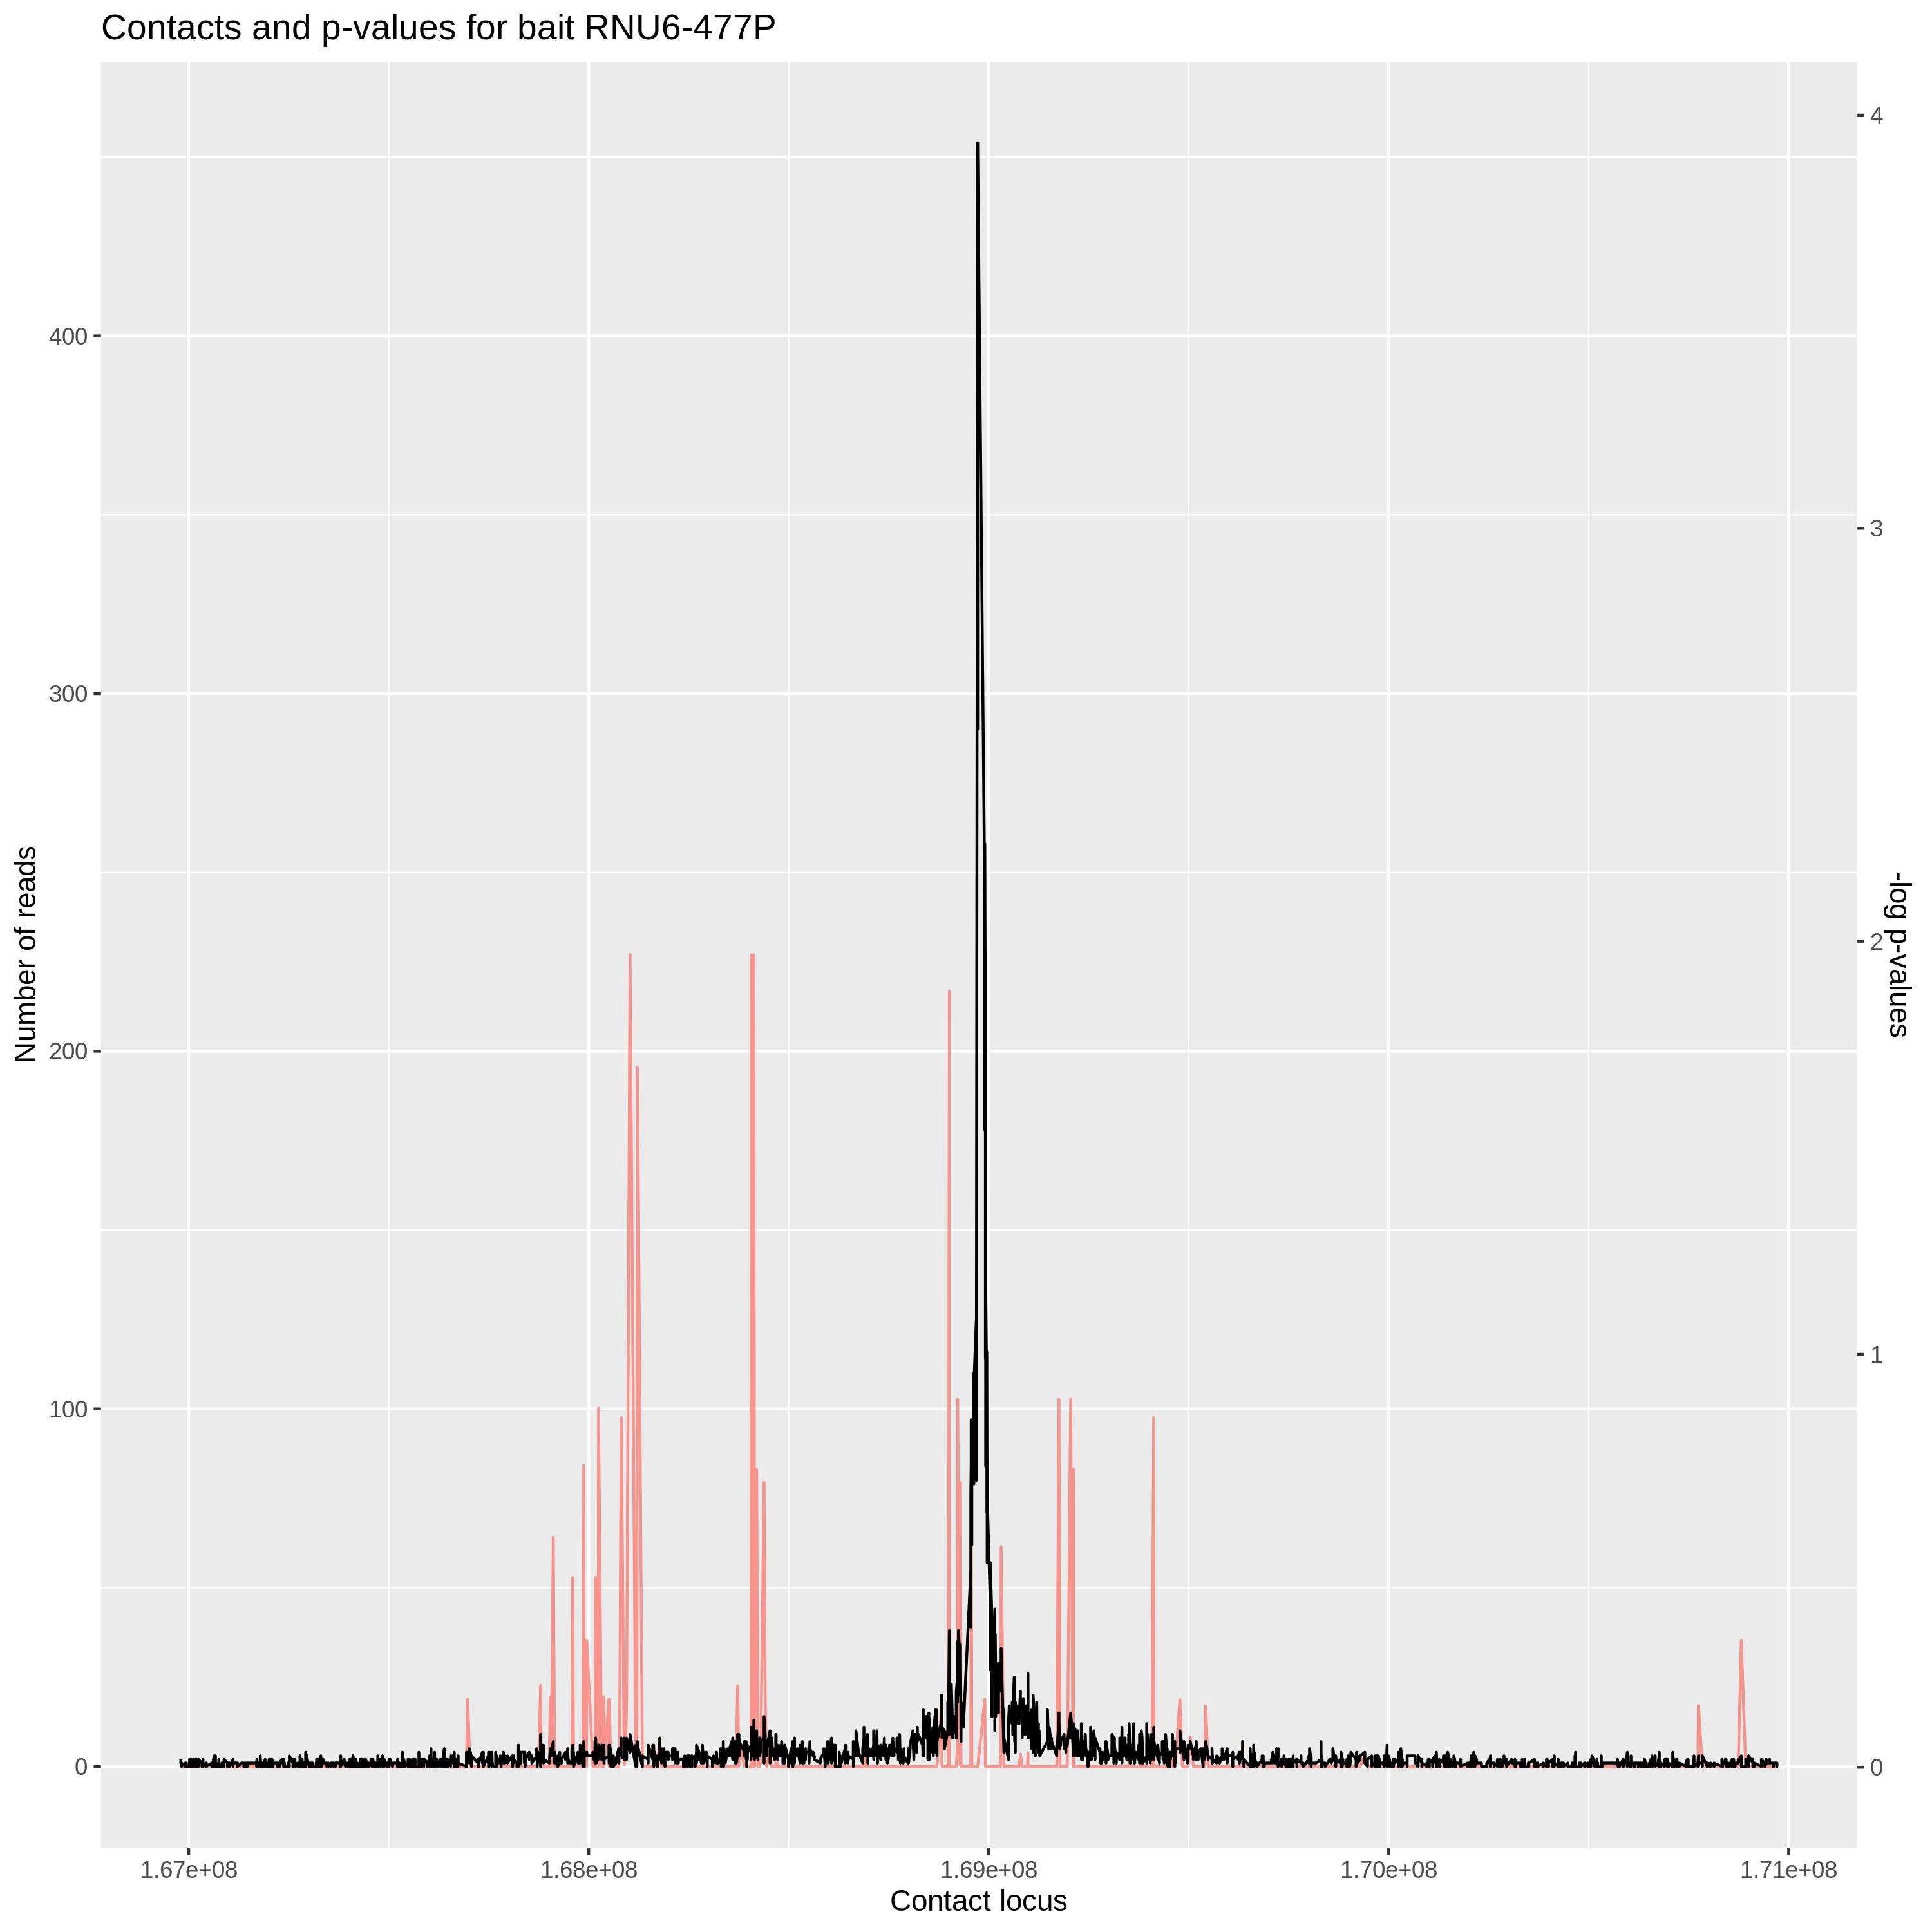 Contacts and p-values for bait RNU6-477P
4
400
3
300
Number of reads
-log p-values
2
200
1
100
0
0
1.67e+08
1.68e+08
1.69e+08
1.70e+08
1.71e+08
Contact locus